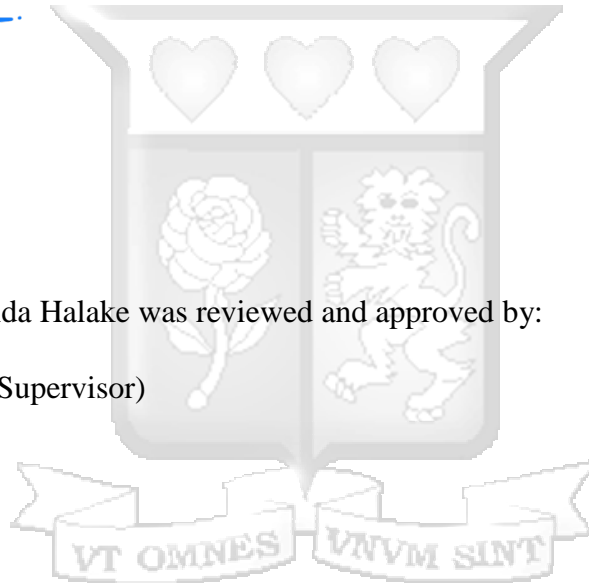 da Halake was reviewed and approved by:
Supervisor)
VT OMNES VNVM SINT